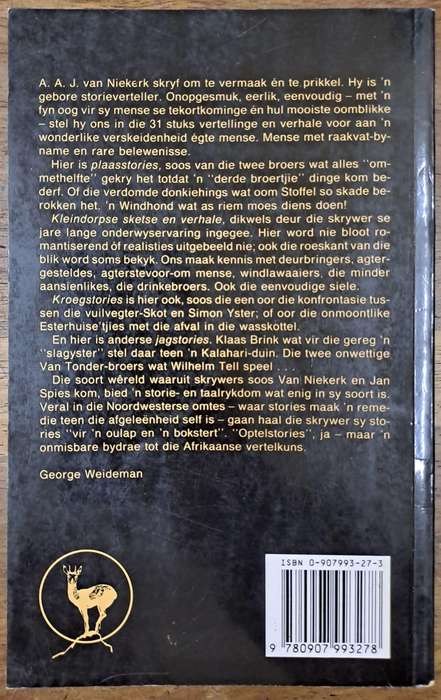 A. A. J. van Niekerk skryf om te vermaak én te prikkel. Hy is 'n
gebore storieverteller. Onopgesmuk, eerlik, eenvoudig – met 'n
fyn oog vir sy mense se tekortkominge én hul mooiste oomblikke
– stel hy ons in die 31 stuks vertellinge en verhale voor aan 'n
wonderlike verskeidenheid égte mense. Mense met raakvat-by-
name en rare belewenisse.
Hier is plaasstories, soos van die twee broers wat alles "om-
methelfte" gekry het totdat 'n "derde broertjie" dinge kom be-
derf. Of die verdomde donkiehings wat oom Stoffel so skade be-
rokken het. 'n Windhond wat as riem moes diens doen!
Kleindorpse sketse en verhale, dikwels deur die skrywer se
jare lange onderwyservaring ingegee. Hier word nie bloot ro-
mantiserend óf realisties uitgebeeld nie; ook die roeskant van die
blik word soms bekyk. Ons maak kennis met deurbringers, agter-
gesteldes, agterstevoor-om mense, windlawaaiers, die minder
aansienlikes, die drinkebroers. Ook die eenvoudige siele.
Kroegstories is hier ook, soos die een oor die konfrontasie tus-
sen die vuilvegter-Skot en Simon Yster; of oor die onmoontlike
Esterhuise'tjies met die afval in die wasskottel.
En hier is anderse jagstories. Klaas Brink wat vir die gereg 'n
"slagyster" stel daar teen 'n Kalahari-duin. Die twee onwettige
Van Tonder-broers wat Wilhelm Tell speel . . .
Die soort wêreld waaruit skrywers soos Van Niekerk en Jan
Spies kom, bied 'n storie- en taalrykdom wat enig in sy soort is.
Veral in die Noordwesterse omtes – waar stories maak 'n reme-
die teen die afgeleënheid self is – gaan haal die skrywer sy sto-
ries "vir 'n oulap en 'n bokstert". "Optelstories", ja – maar 'n
onmisbare bydrae tot die Afrikaanse vertelkuns.
George Weideman
ISBN 0-907993-27-3
9 780907 993278